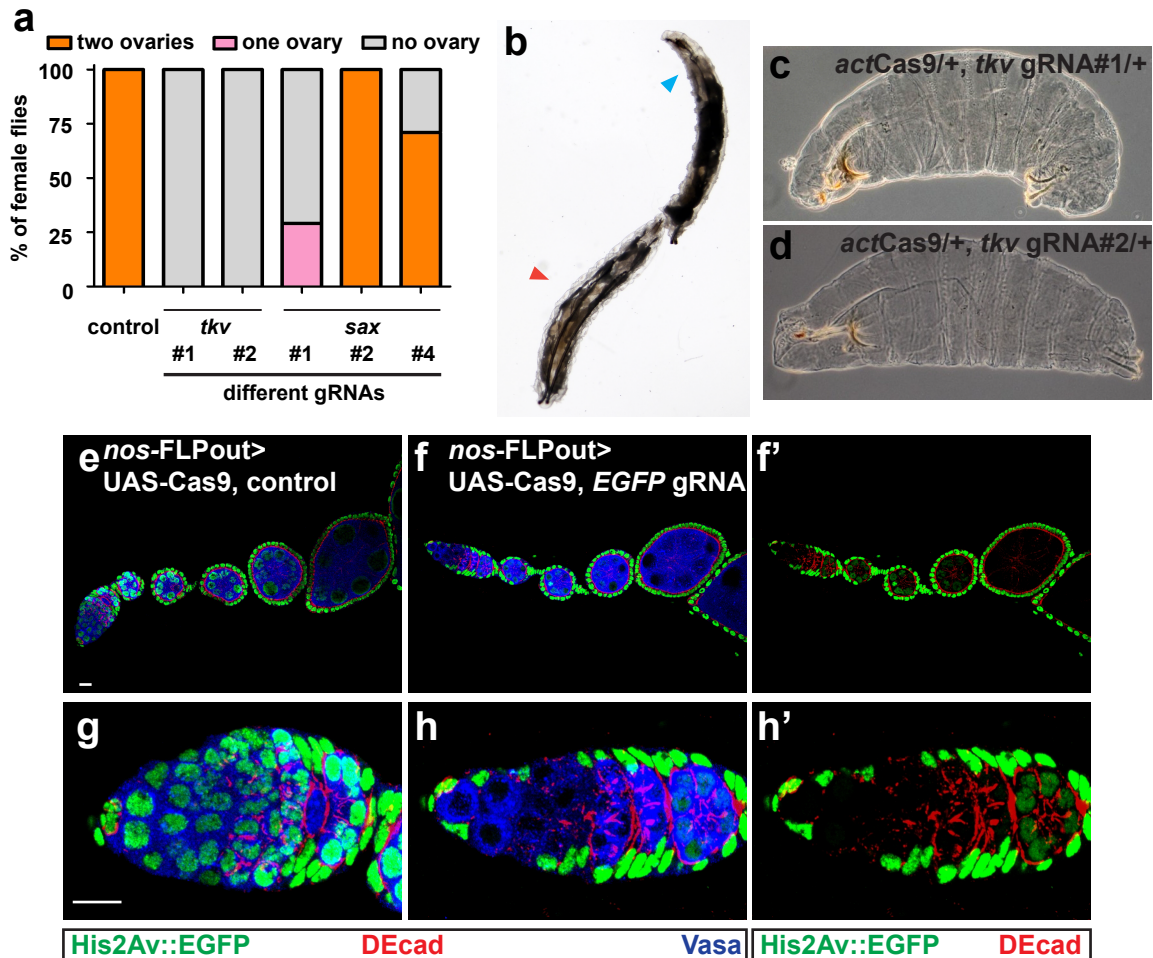 a
two ovaries one ovary no ovary
% of female flies
100
75
50
25
0
control tkv sax
#1 #2 #1 #2 #4
different gRNAs
b
c actCas9/+, tkv gRNA#1/+
d actCas9/+, tkv gRNA#2/+
e nos-FLPout>
UAS-Cas9, control
f nos-FLPout>
UAS-Cas9, EGFP gRNA
f'
g
h
h'
His2Av::EGFP DEcad Vasa
His2Av::EGFP DEcad